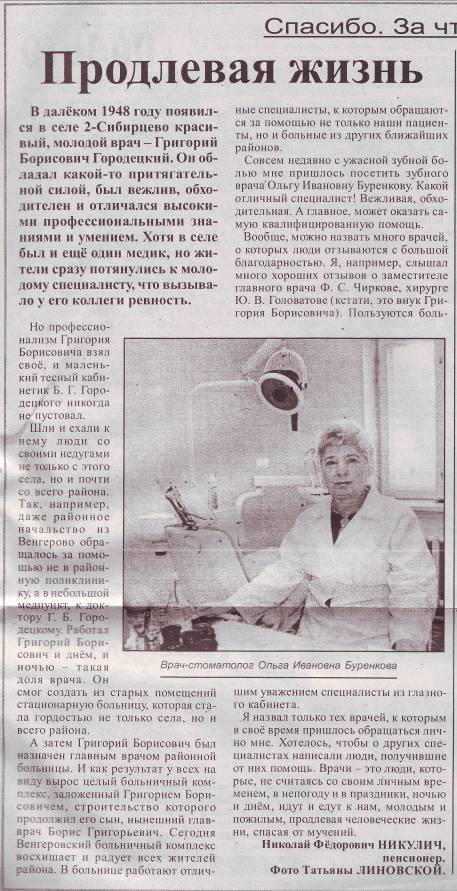 Спасибо. За чт
Продлевая жизнь
В далёком 1948 году появил-
ся в селе 2-Сибирцево краси-
вый, молодой врач – Григорий
Борисович Городецкий. Он об-
ладал какой-то притягатель-
ной силой, был вежлив, обхо-
дителен и отличался высоки-
ми профессиональными зна-
ниями и умением. Хотя в селе
был и ещё один медик, но жи-
тели сразу потянулись к моло-
дому специалисту, что вызыва-
ло у его коллеги ревность.
Но професси-
онализм Григория
Борисовича взял
своё, и малень-
кий тесный каби-
нетик Б. Г. Горо-
децкого никогда
не пустовал.
Шли и ехали к
нему люди со
своими недугами
не только с этого
села, но и почти
со всего района.
Так, например,
даже районное
начальство из
Венгерово обра-
щалось за помо-
щью не в район-
ную поликлини-
ку, а в небольшой
медпункт, к док-
тору Г. Б. Горо-
децкому. Работал
Григорий Бори-
сович и днём, и
ночью – такая
доля врача. Он
смог создать из старых помещений
стационарную больницу, которая ста-
ла гордостью не только села, но и
всего района.
А затем Григорий Борисович был
назначен главным врачом районной
больницы. И как результат у всех на
виду вырос целый больничный ком-
плекс, заложенный Григорием Бори-
совичем, строительство которого
продолжил его сын, нынешний глав-
врач Борис Григорьевич. Сегодня
Венгеровский больничный комплекс
восхищает и радует всех жителей
района. В больнице работают отлич-
ные специалисты, к которым обращают-
ся за помощью не только наши пациен-
ты, но и больные из других ближайших
районов.
Совсем недавно с ужасной зубной бо-
лью мне пришлось посетить зубного
врача Ольгу Ивановну Буренкову. Какой
отличный специалист! Вежливая, обхо-
дительная. А главное, может оказать са-
мую квалифицированную помощь.
Вообще, можно назвать много врачей,
о которых люди отзываются с большой
благодарностью. Я, например, слышал
много хороших отзывов о заместителе
главного врача Ф. С. Чиркове, хирурге
Ю. В. Головатове (кстати, это внук Гри-
гория Борисовича). Пользуются боль-
Врач-стоматолог Ольга Ивановна Буренкова
шим уважением специалисты из глазно-
го кабинета.
Я назвал только тех врачей, к которым
в своё время пришлось обращаться лич-
но мне. Хотелось, чтобы о других спе-
циалистах написали люди, получившие
от них помощь. Врачи – это люди, кото-
рые, не считаясь со своим личным вре-
менем, в непогоду и в праздники, ночью
и днём, идут и едут к нам, молодым и
пожилым, продлевая человеческие жиз-
ни, спасая от мучений.
Николай Фёдорович НИКУЛИЧ,
пенсионер.
Фото Татьяны ЛИНОВСКОЙ.